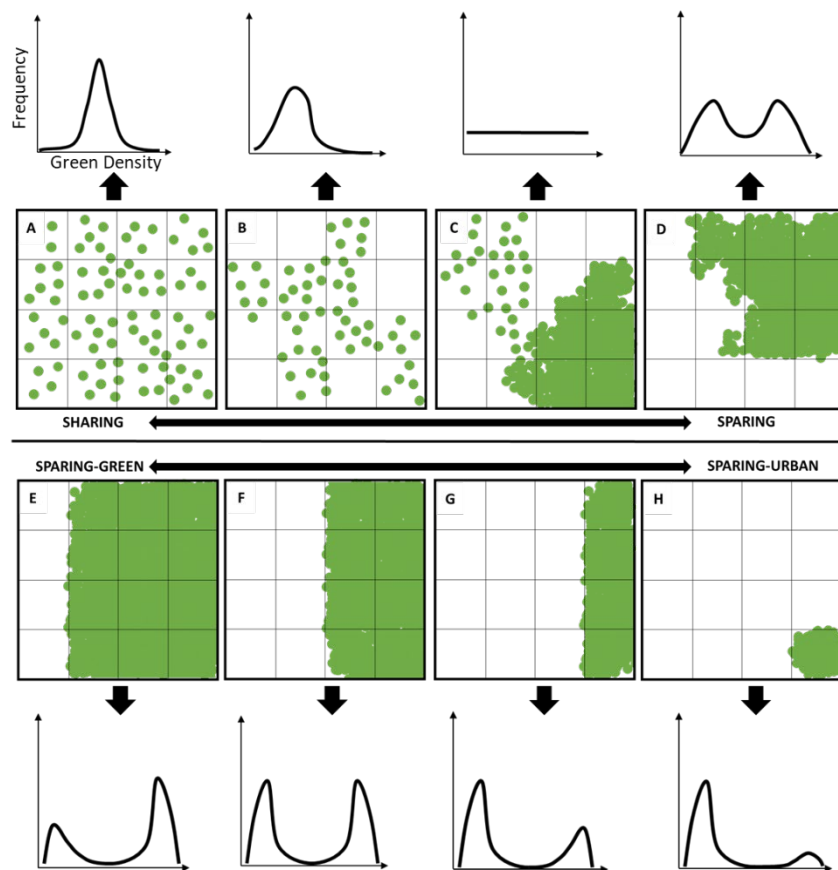 Frequency
Green Density
A
B
C
D
SHARING
SPARING
SPARING-GREEN
SPARING-URBAN
E
F
G
H